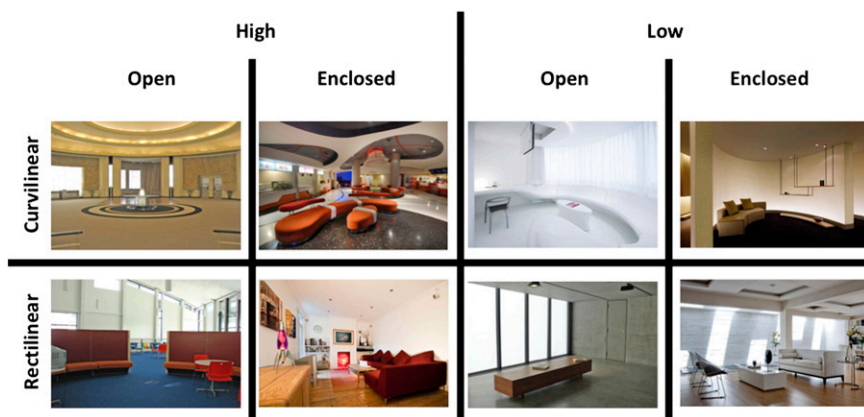 High
Low
Open
Enclosed
Open
Enclosed
Curvilinear
Rectilinear